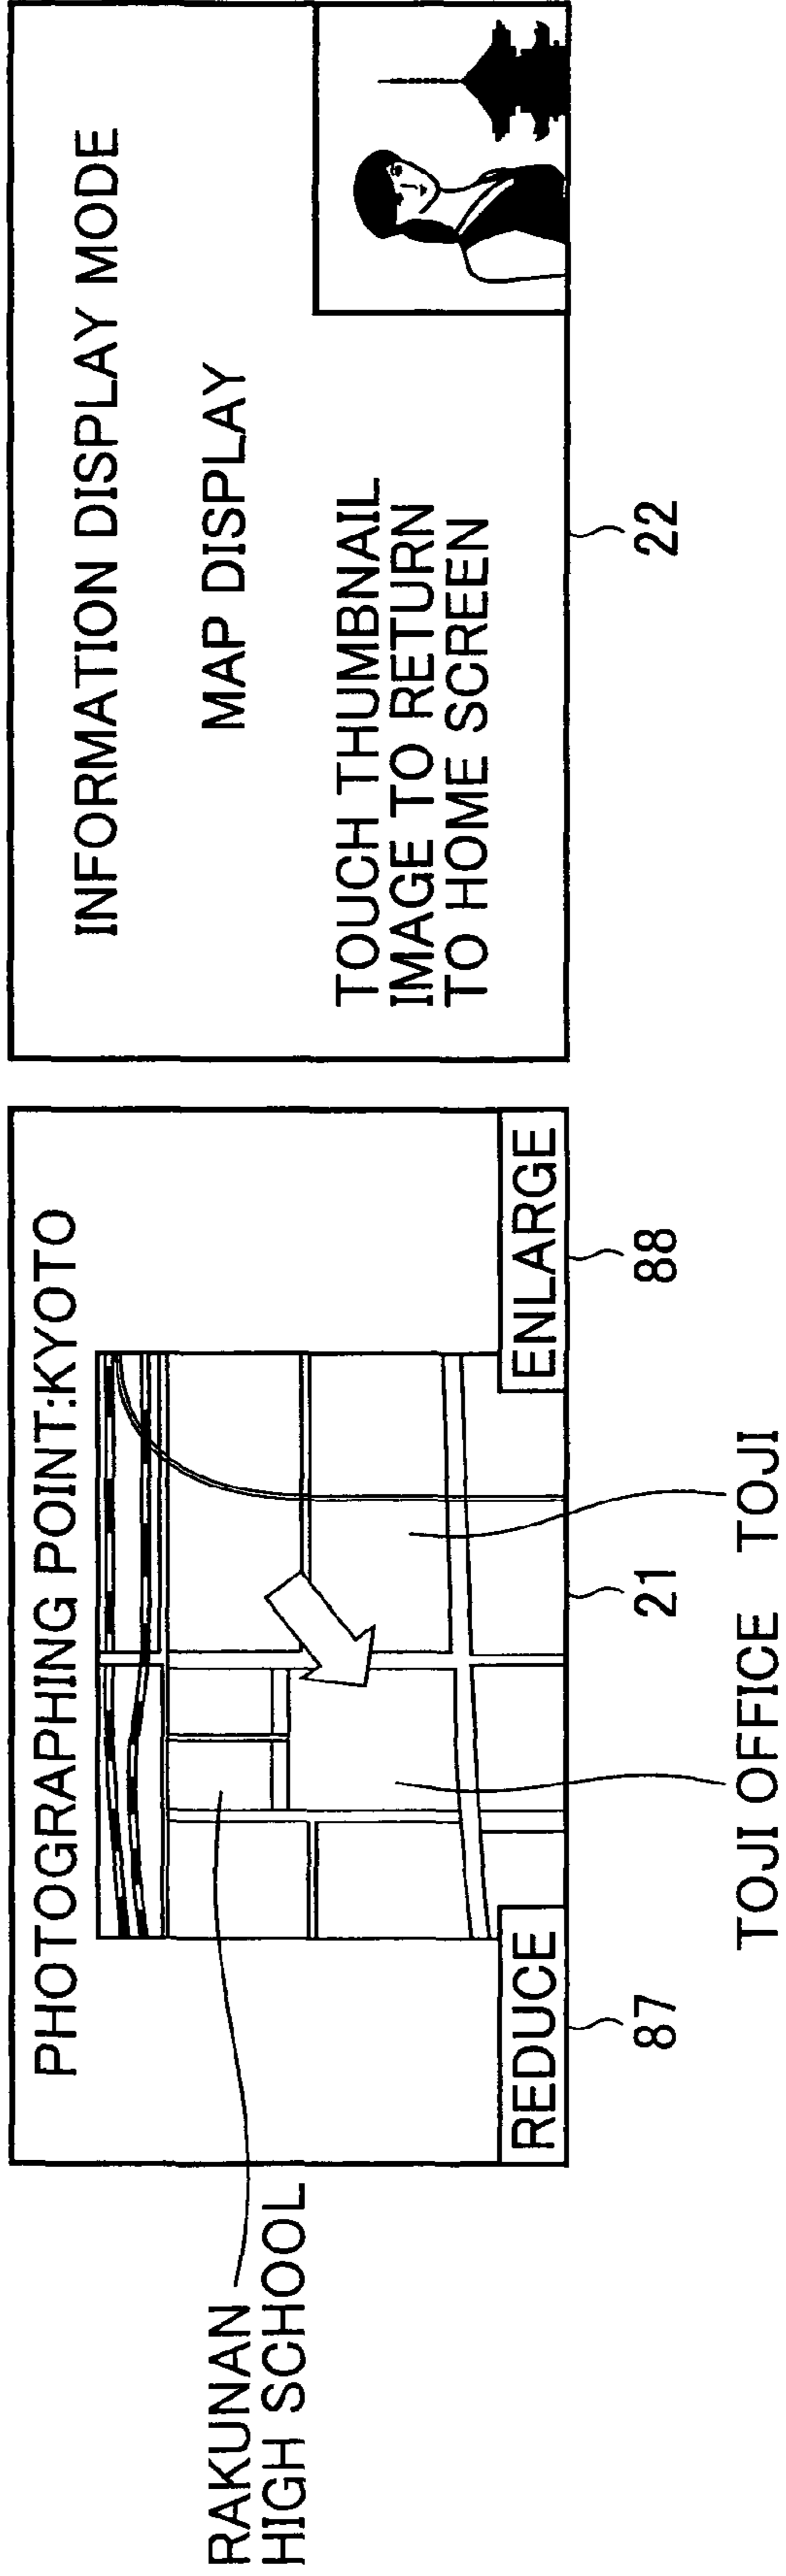 PHOTOGRAPHING POINT:KYOTO
RAKUNAN
HIGH SCHOOL
REDUCE
ENLARGE
87
21
88
TOJI OFFICE
TOJI
INFORMATION DISPLAY MODE
MAP DISPLAY
TOUCH THUMBNAIL
IMAGE TO RETURN
TO HOME SCREEN
22